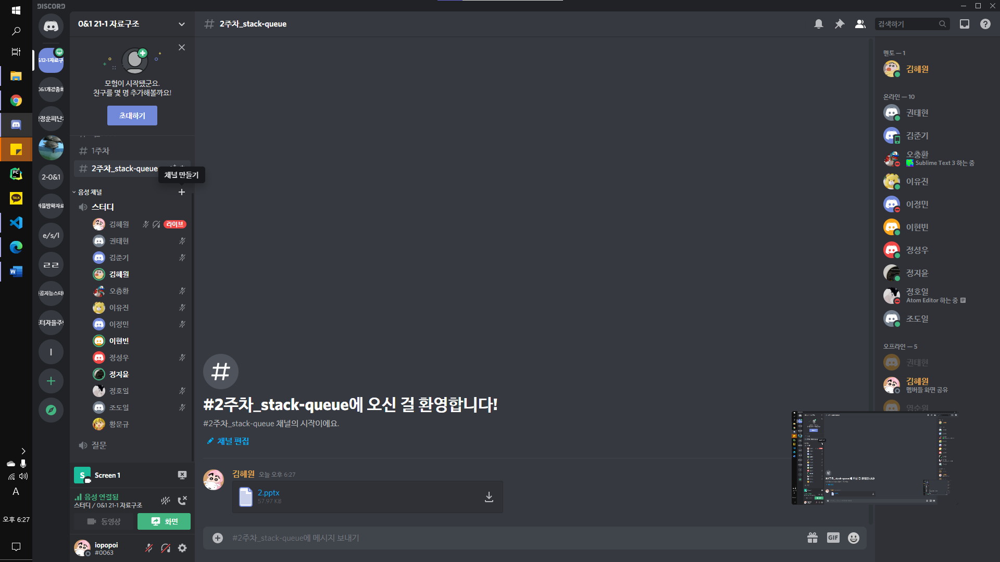 DISCORD
0&1 21-1 자료구조
2주차_stack-queue
검색하기
모험이 시작됐군요.
친구를 몇 명 추가해볼까요!
초대하기
1주차
2주차_stack-queue
채널 만들기
음성 채널
스터디
김혜원
라이브
권태현
김준기
김혜원
오충환
이유진
이정민
이현빈
정성우
정지윤
정호일
조도일
황문규
질문
Screen 1
음성 연결됨
스터디 / 0&1 21-1 자료구조
동영상
화면
iopopoi
#0063
2-0&1
e/s/l
ㄹㄹ
I
A
오후 6:27
#2주차_stack-queue에 오신 걸 환영합니다!
#2주차_stack-queue 채널의 시작이에요.
채널 편집
김혜원 오늘 오후 6:27
2.pptx
57.97 KB
#2주차_stack-queue에 메시지 보내기
GIF
멘토 — 1
김혜원
온라인 — 10
권태현
김준기
오충환
Sublime Text 3 하는 중
이유진
이정민
이현빈
정성우
정지윤
정호일
Atom Editor 하는 중
조도일
오프라인 — 5
권태현
김혜원
멤버들 화면 공유